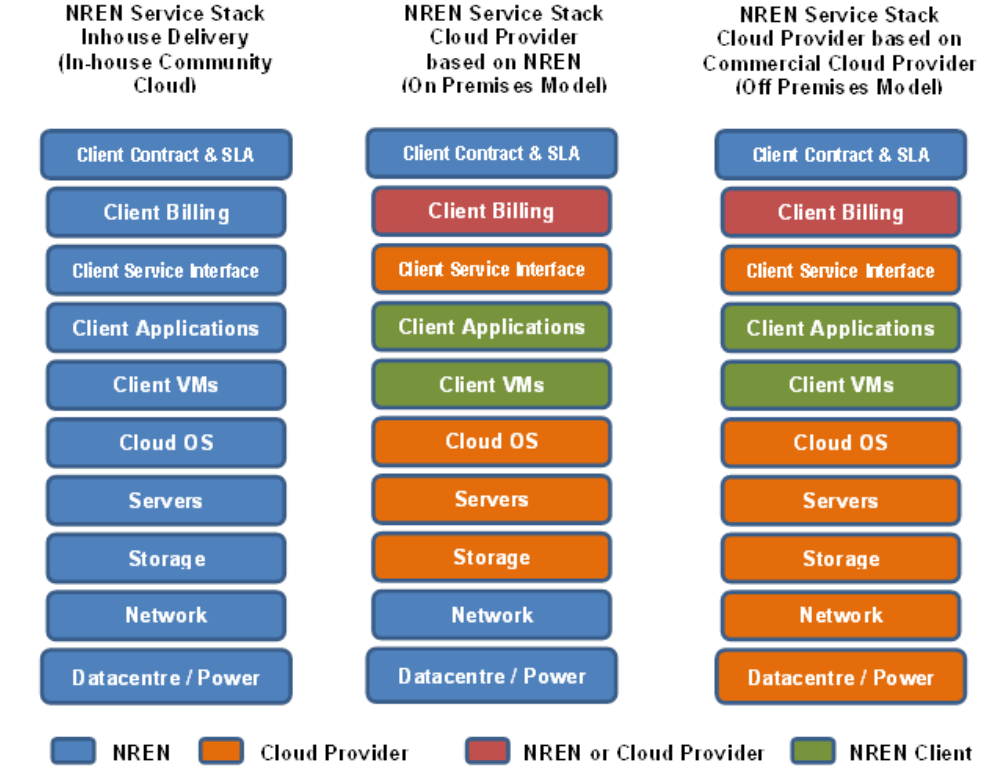 NREN Service Stack
Inhouse Delivery
(In-house Community
Cloud)
NREN Service Stack
Cloud Provider
based on NREN
(On Premises Model)
NREN Service Stack
Cloud Provider based on
Commercial Cloud Provider
(Off Premises Model)
Client Contract & SLA
Client Billing
Client Service Interface
Client Applications
Client VMs
Cloud OS
Servers
Storage
Network
Datacentre / Power
Client Contract & SLA
Client Billing
Client Service Interface
Client Applications
Client VMs
Cloud OS
Servers
Storage
Network
Datacentre / Power
Client Contract & SLA
Client Billing
Client Service Interface
Client Applications
Client VMs
Cloud OS
Servers
Storage
Network
Datacentre / Power
NREN
Cloud Provider
NREN or Cloud Provider
NREN Client